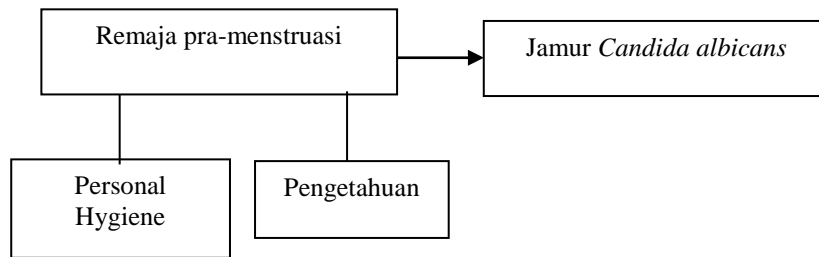 Remaja pra-menstruasi
Jamur Candida albicans
Personal
Hygiene
Pengetahuan